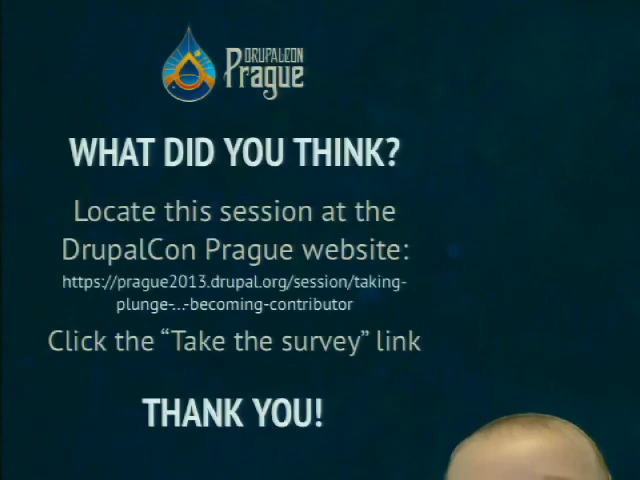 DRUPALCON
Prague
WHAT DID YOU THINK?
Locate this session at the
DrupalCon Prague website:
https://prague2013.drupal.org/session/taking-
plunge-...-becoming-contributor
Click the “Take the survey” link
THANK YOU!